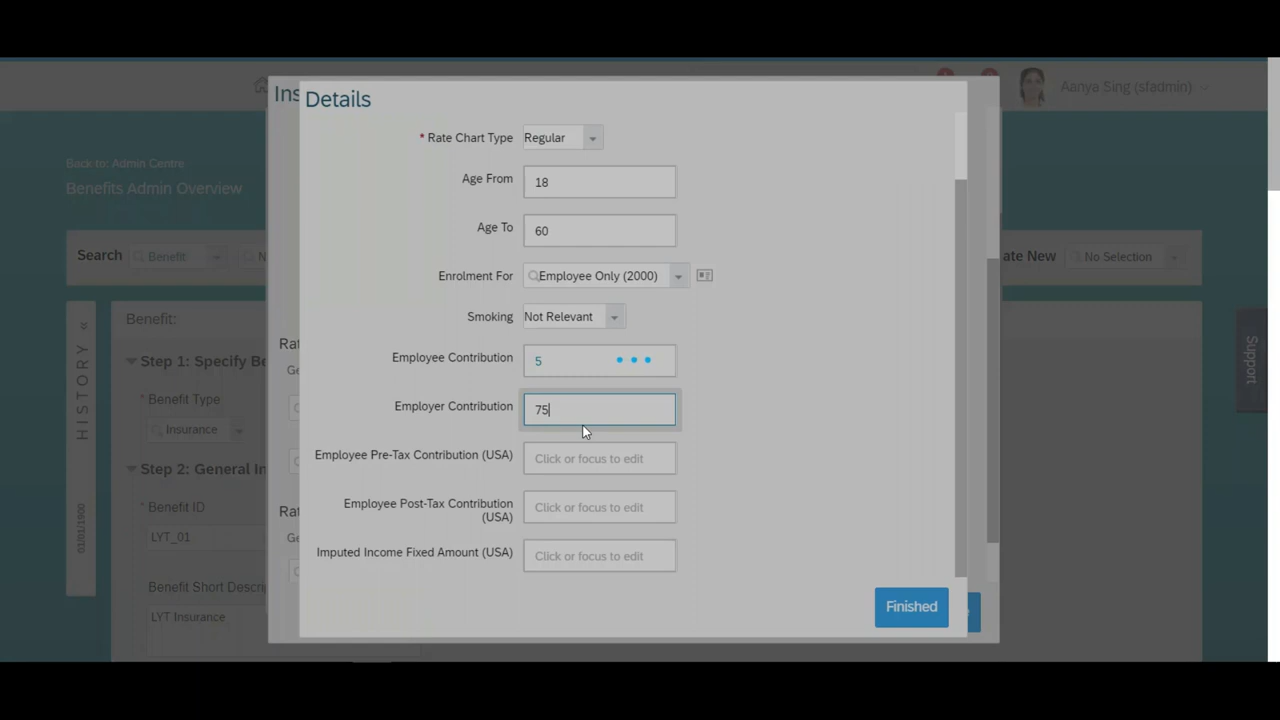 Aanya Sing (sfadmin)
Ins
Details
Back to: Admin Centre
Benefits Admin Overview
* Rate Chart Type Regular
Age From 18
Age To 60
Search Benefit
No Selection
Enrolment For Employee Only (2000)
Smoking Not Relevant
Benefit:
Employee Contribution 5
Employer Contribution 75
Employee Pre-Tax Contribution (USA) Click or focus to edit
Employee Post-Tax Contribution
(USA)
Click or focus to edit
Imputed Income Fixed Amount (USA) Click or focus to edit
Finished
HISTORY
01/01/1900
Step 1: Specify Be
* Benefit Type
Insurance
Step 2: General In
* Benefit ID
LYT_01
Benefit Short Descri
LYT Insurance
Support